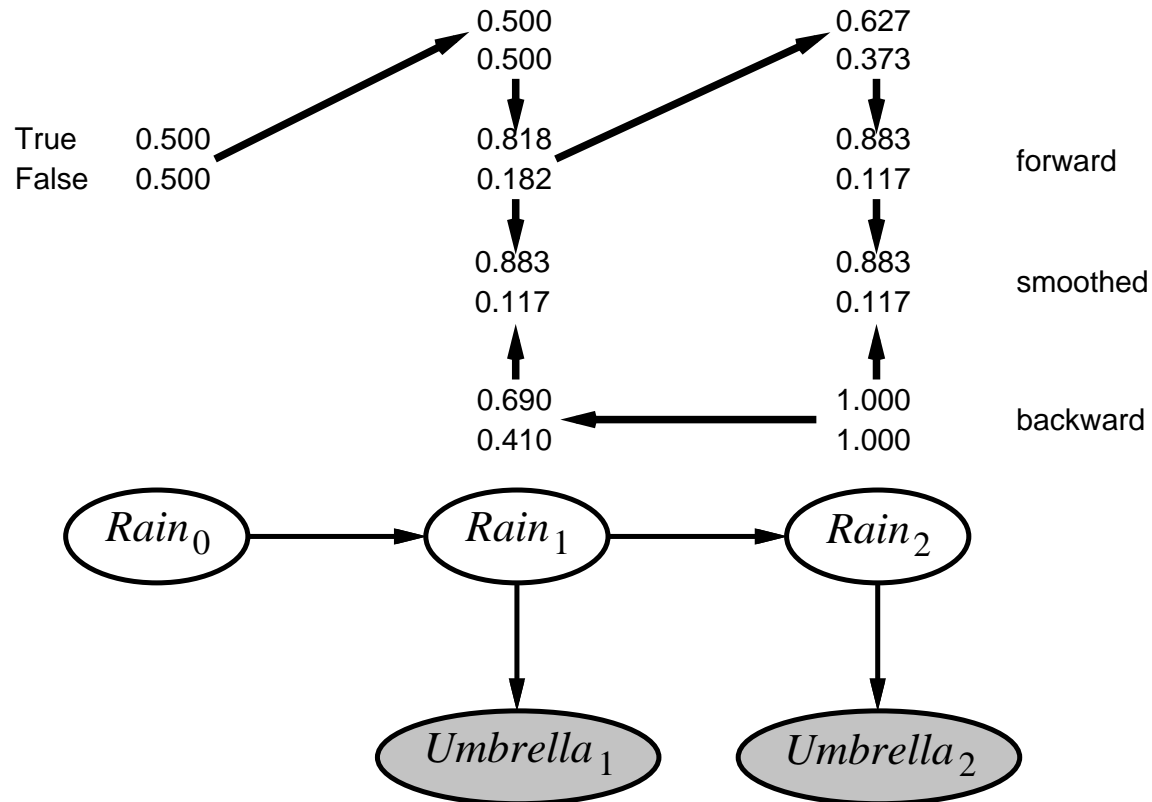 0.500 0.627
0.500 0.373
True 0.500 0.818 0.883
False 0.500 0.182 0.117
forward
0.883 0.883
0.117 0.117
smoothed
0.690 1.000
0.410 1.000
backward
Rain0 Rain1 Rain2
Umbrella1 Umbrella2